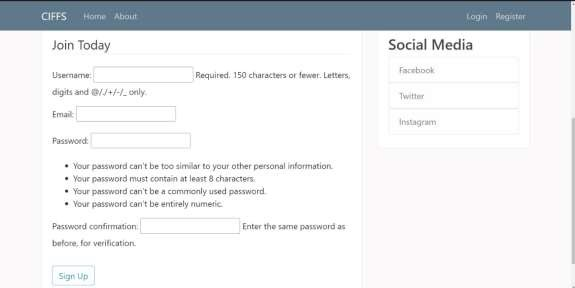 CIFFS Home About Login Register
Join Today
Username: Required. 150 characters or fewer. Letters,
digits and @/./+/-/_ only.
Email:
Password:
• Your password can't be too similar to your other personal information.
• Your password must contain at least 8 characters.
• Your password can't be a commonly used password.
• Your password can't be entirely numeric.
Password confirmation: Enter the same password as
before, for verification.
Sign Up
Social Media
Facebook
Twitter
Instagram